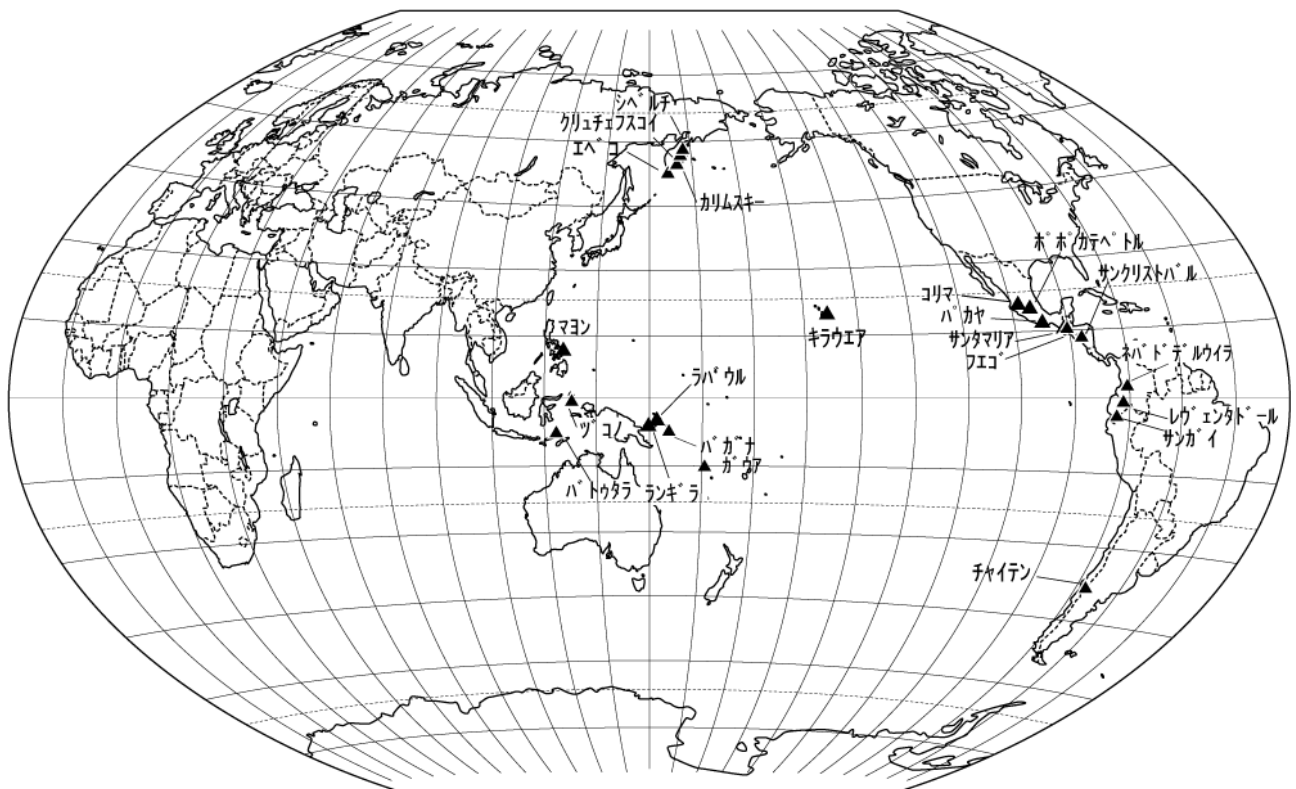 シベルチ
クリュチェフスコイ
エベコ
カリムスキー
ポポカテペトル
サンクリストバル
コリマ
パカヤ
サンタマリア
フエゴ
キラウエア
マヨン
ネバドデルウイラ
ラバウル
レヴェンタドール
サンガイ
ツコノ
バガナ
ガウア
バトゥタラ
ランギラ
チャイテン